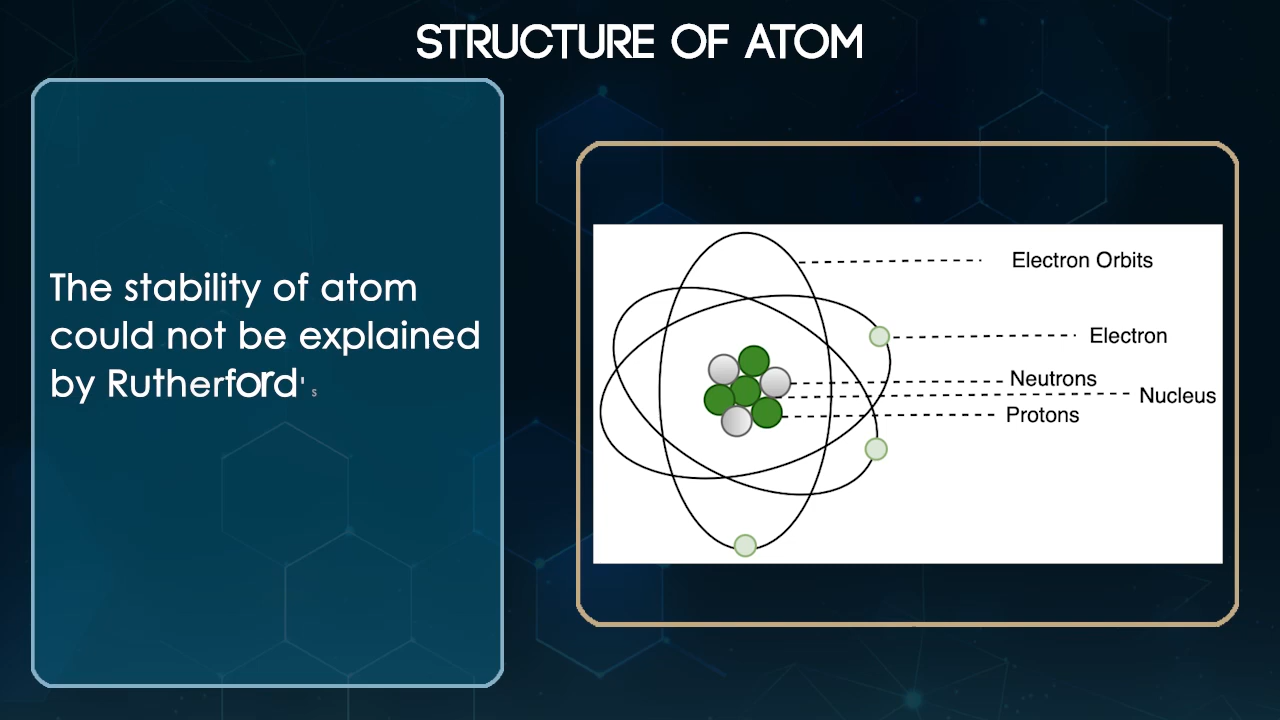 STRUCTURE OF ATOM
The stability of atom
could not be explained
by Rutherford's
Electron Orbits
Electron
Neutrons
Nucleus
Protons